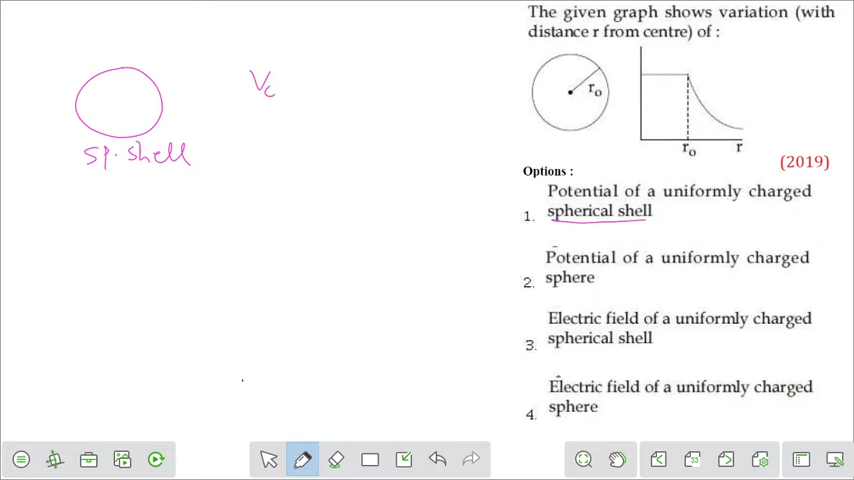 The given graph shows variation (with
distance r from centre) of :
r₀
r₀ r
(2019)
Options :
1. Potential of a uniformly charged
spherical shell
2. Potential of a uniformly charged
sphere
3. Electric field of a uniformly charged
spherical shell
4. Electric field of a uniformly charged
sphere
sp. shell
Vc
33